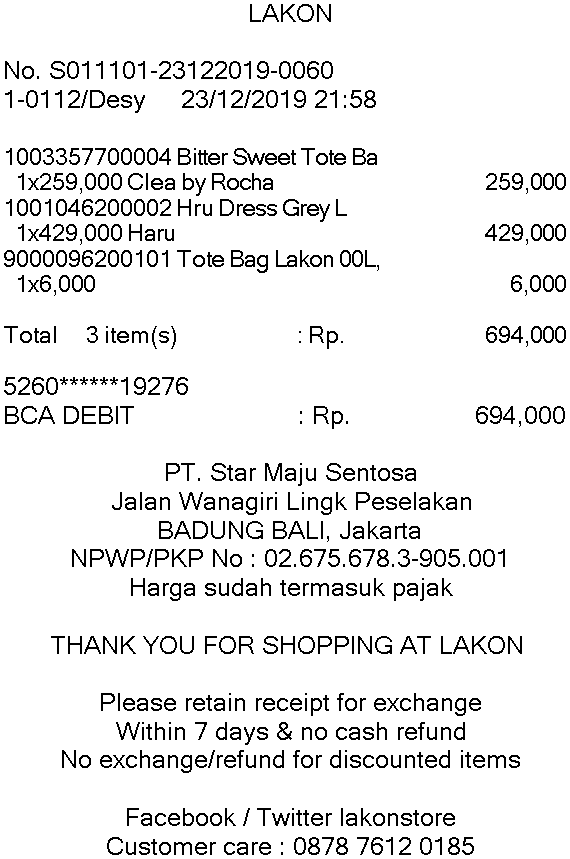 LAKON
No. S011101-23122019-0060
1-0112/Desy 23/12/2019 21:58
1003357700004 Bitter Sweet Tote Ba
1x259,000 Clea by Rocha 259,000
1001046200002 Hru Dress Grey L
1x429,000 Haru 429,000
9000096200101 Tote Bag Lakon 00L,
1x6,000 6,000
Total 3 item(s) : Rp. 694,000
5260******19276
BCA DEBIT : Rp. 694,000
PT. Star Maju Sentosa
Jalan Wanagiri Lingk Peselakan
BADUNG BALI, Jakarta
NPWP/PKP No : 02.675.678.3-905.001
Harga sudah termasuk pajak
THANK YOU FOR SHOPPING AT LAKON
Please retain receipt for exchange
Within 7 days & no cash refund
No exchange/refund for discounted items
Facebook / Twitter lakonstore
Customer care : 0878 7612 0185